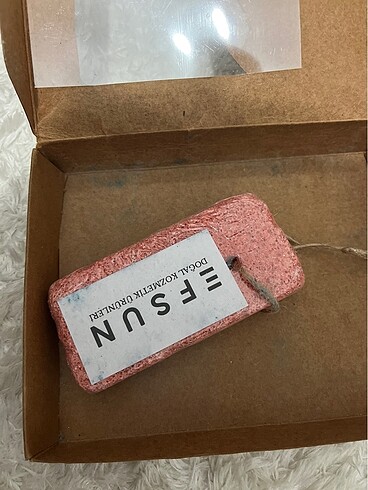 EFSUN
DOĞAL KOZMETİK ÜRÜNLERİ